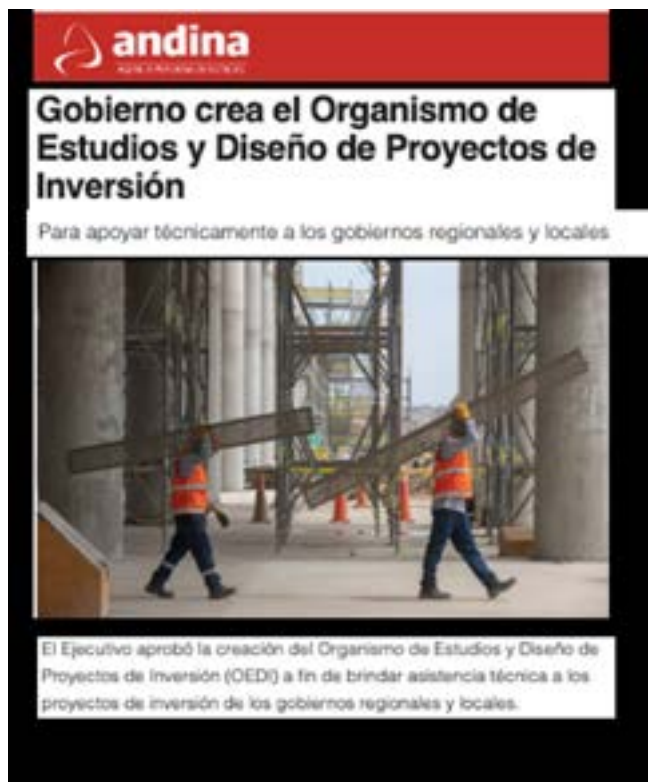 andina
Gobierno crea el Organismo de
Estudios y Diseño de Proyectos de
Inversión
Para apoyar técnicamente a los gobiernos regionales y locales
El Ejecutivo aprobó la creación del Organismo de Estudios y Diseño de
Proyectos de Inversión (OEDI) a fin de brindar asistencia técnica a los
proyectos de inversión de los gobiernos regionales y locales.